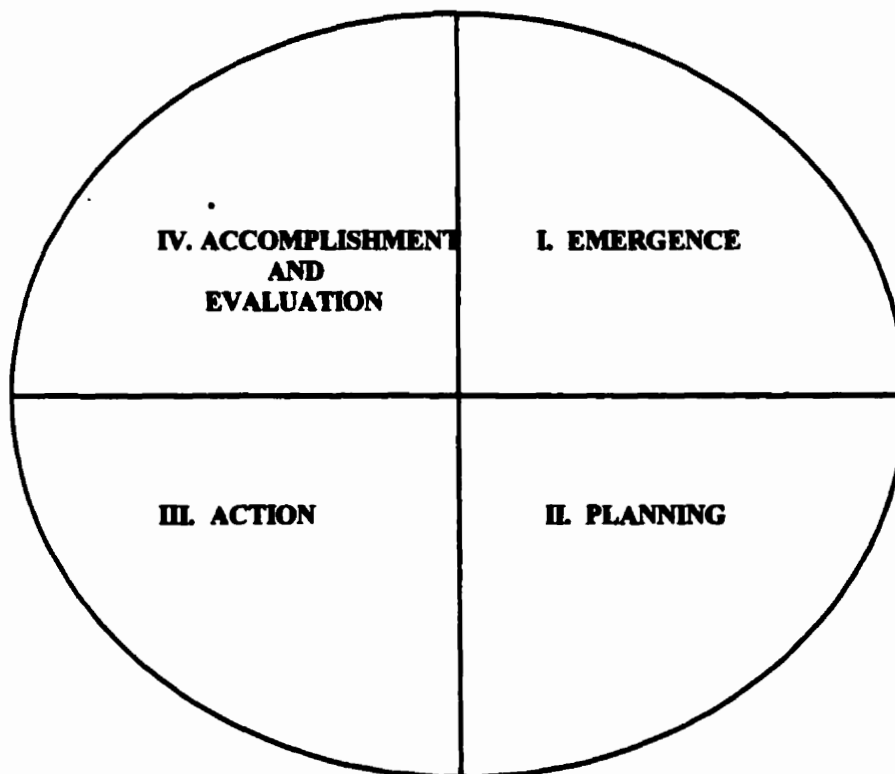 IV. ACCOMPLISHMENT
AND
EVALUATION
I. EMERGENCE
III. ACTION
II. PLANNING